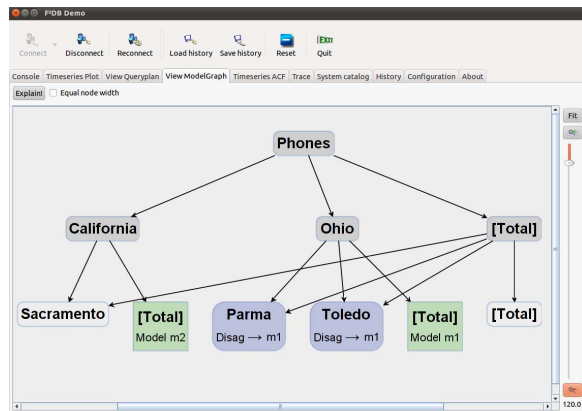 F²DB Demo
Connect Disconnect Reconnect Load history Save history Reset Quit
Console Timeseries Plot View Queryplan View ModelGraph Timeseries ACF Trace System catalog History Configuration About
Explain! Equal node width
Fit
Phones
California Ohio [Total]
Sacramento [Total] Parma Toledo [Total] [Total]
Model m2 Disag → m1 Disag → m1 Model m1
120.0